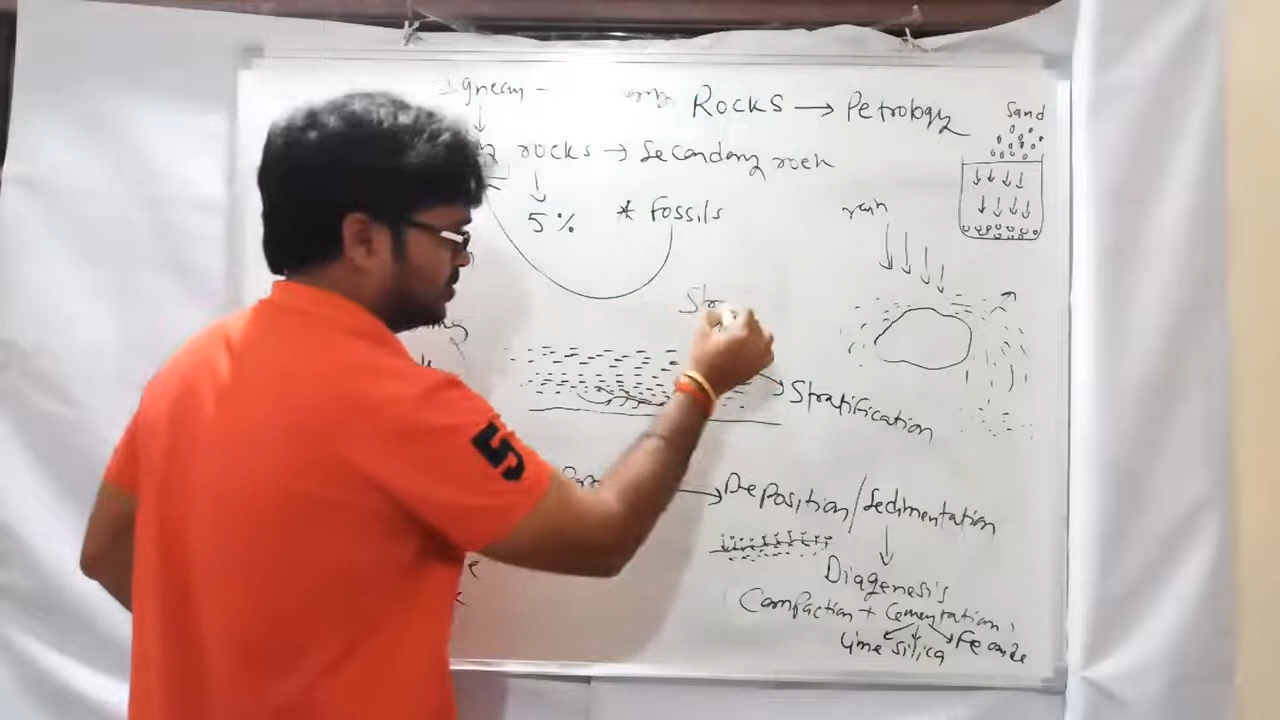 Igneous -
Rocks → Petrology
Sand
rocks → Secondary rock
5% * Fossils
rain
Stratification
→ Deposition/Sedimentation
Diagenesis
Compaction + Cementation,
lime silica Fe oxide
5